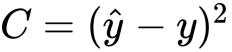 C = (ŷ − y)²